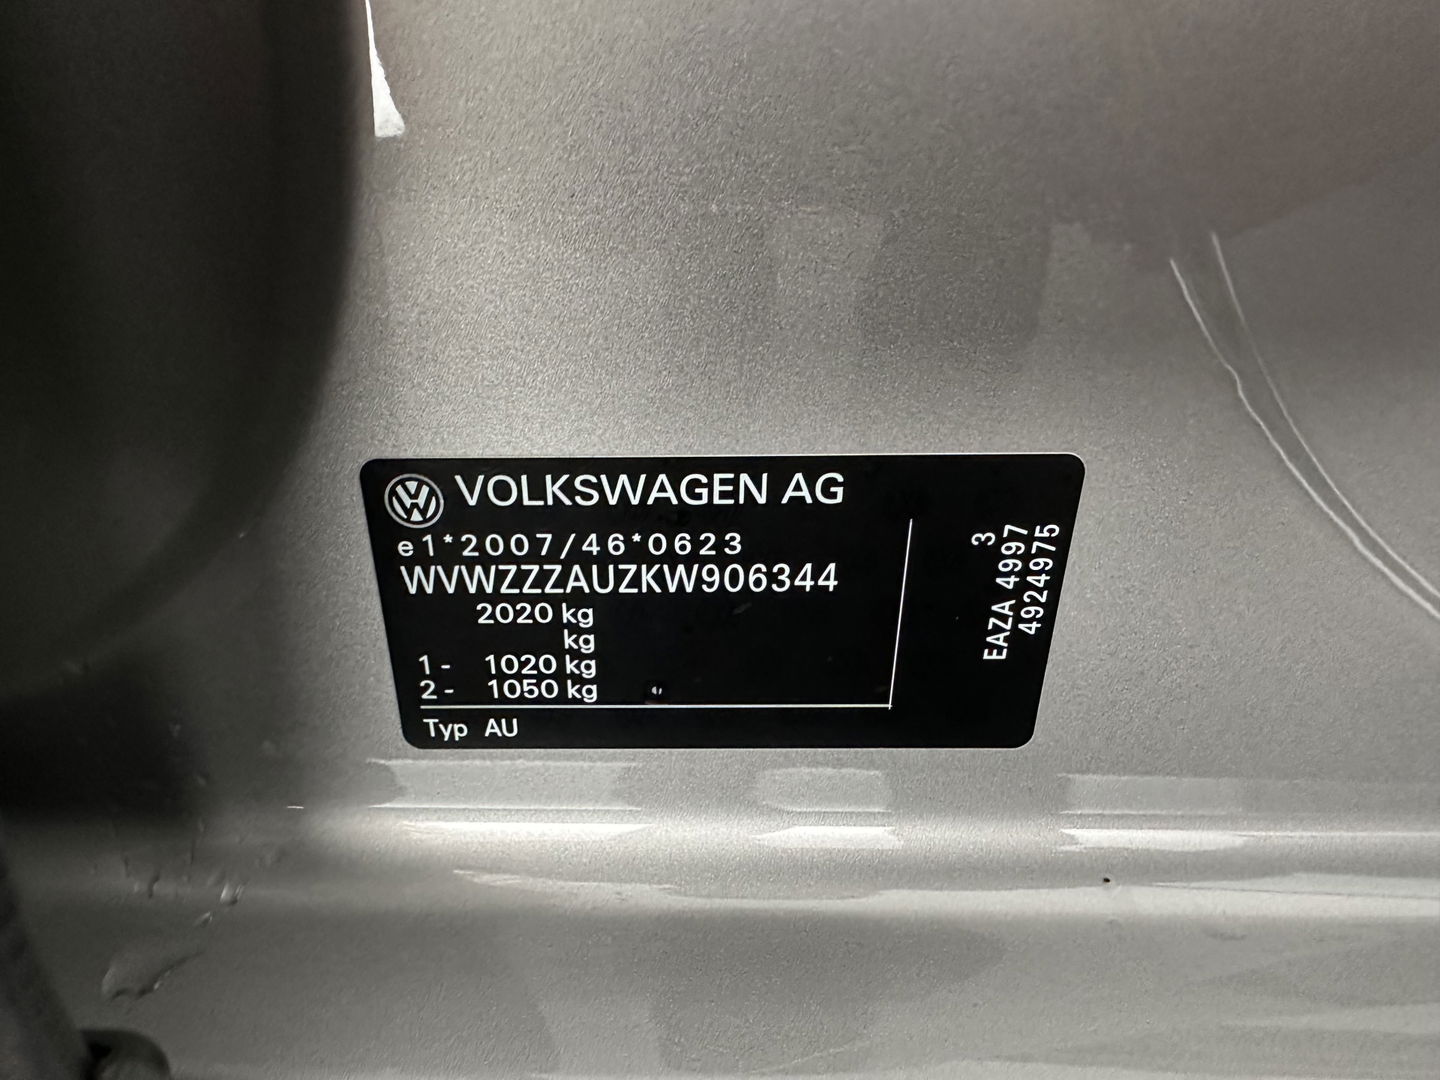 VOLKSWAGEN AG
e1*2007/46*0623
WVWZZZAUZKW906344
2020 kg
kg
1- 1020 kg
2- 1050 kg
Typ AU
3
EAZA 4997
4924975